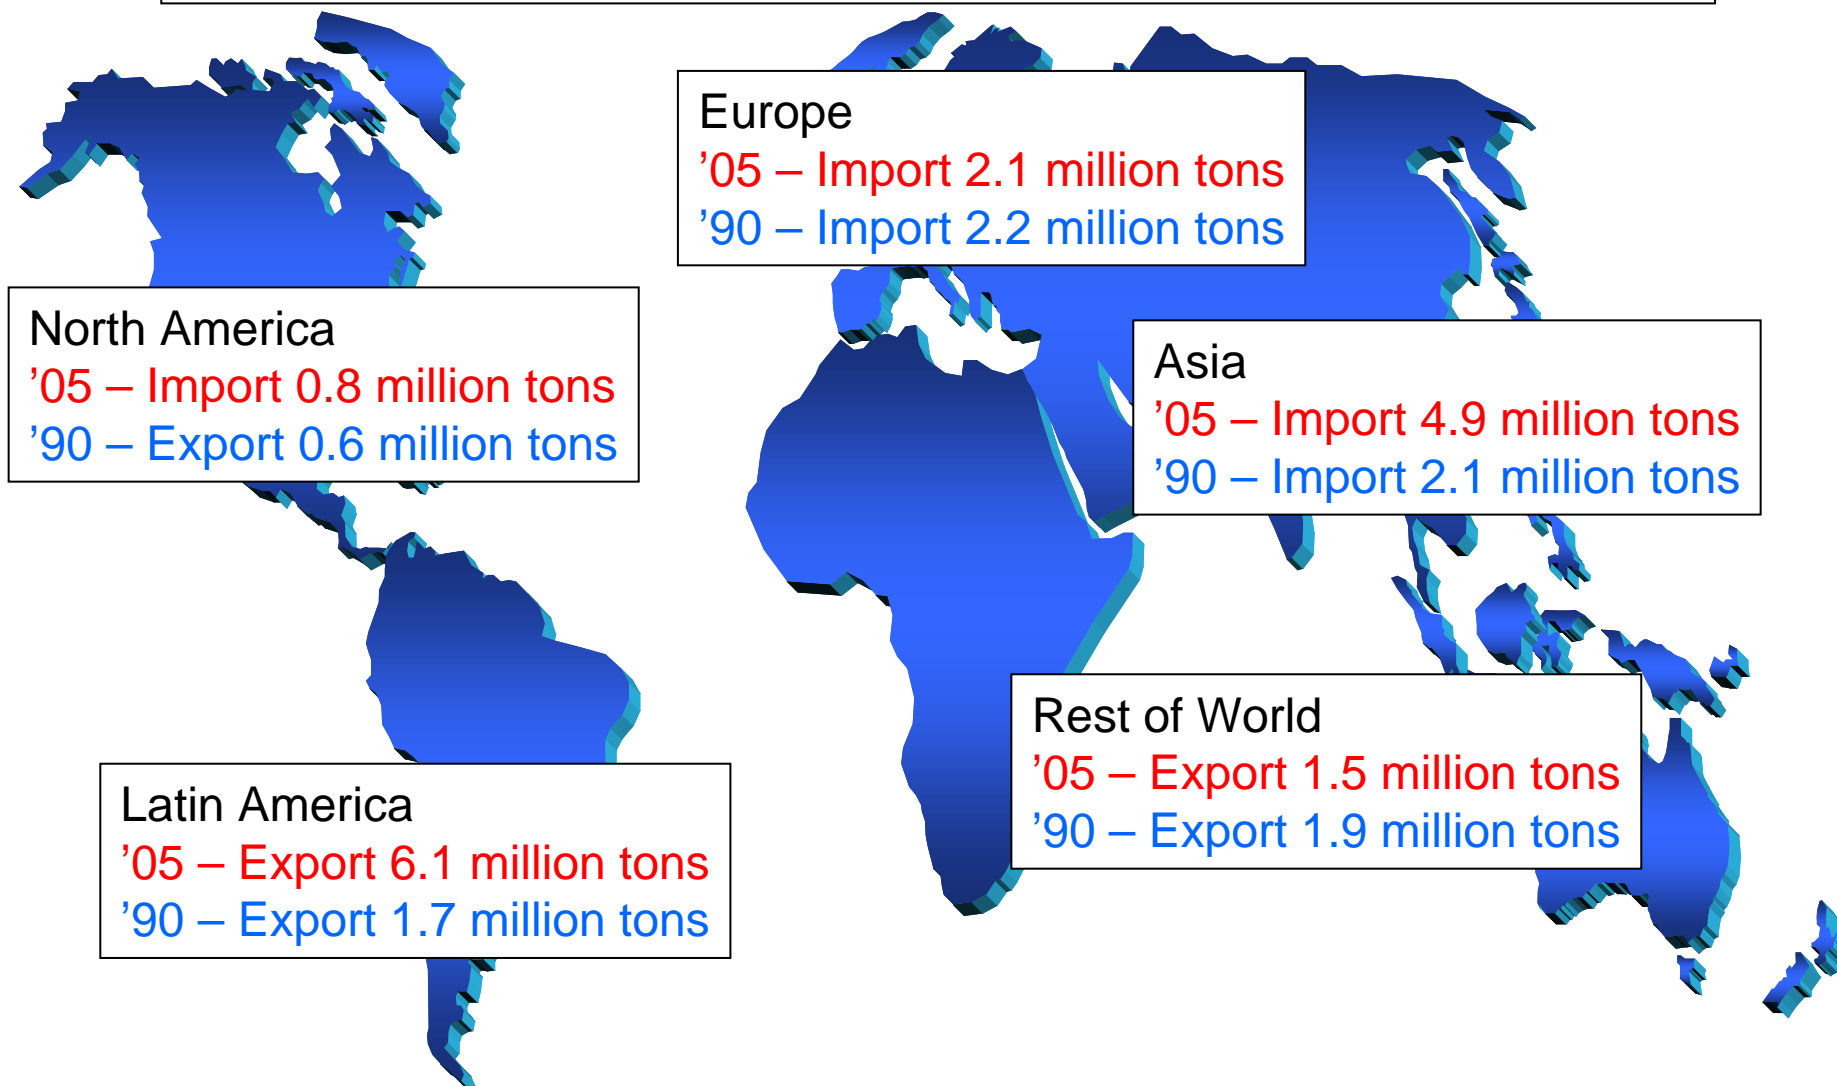 Europe
’05 – Import 2.1 million tons
’90 – Import 2.2 million tons
North America
’05 – Import 0.8 million tons
’90 – Export 0.6 million tons
Asia
’05 – Import 4.9 million tons
’90 – Import 2.1 million tons
Rest of World
’05 – Export 1.5 million tons
’90 – Export 1.9 million tons
Latin America
’05 – Export 6.1 million tons
’90 – Export 1.7 million tons